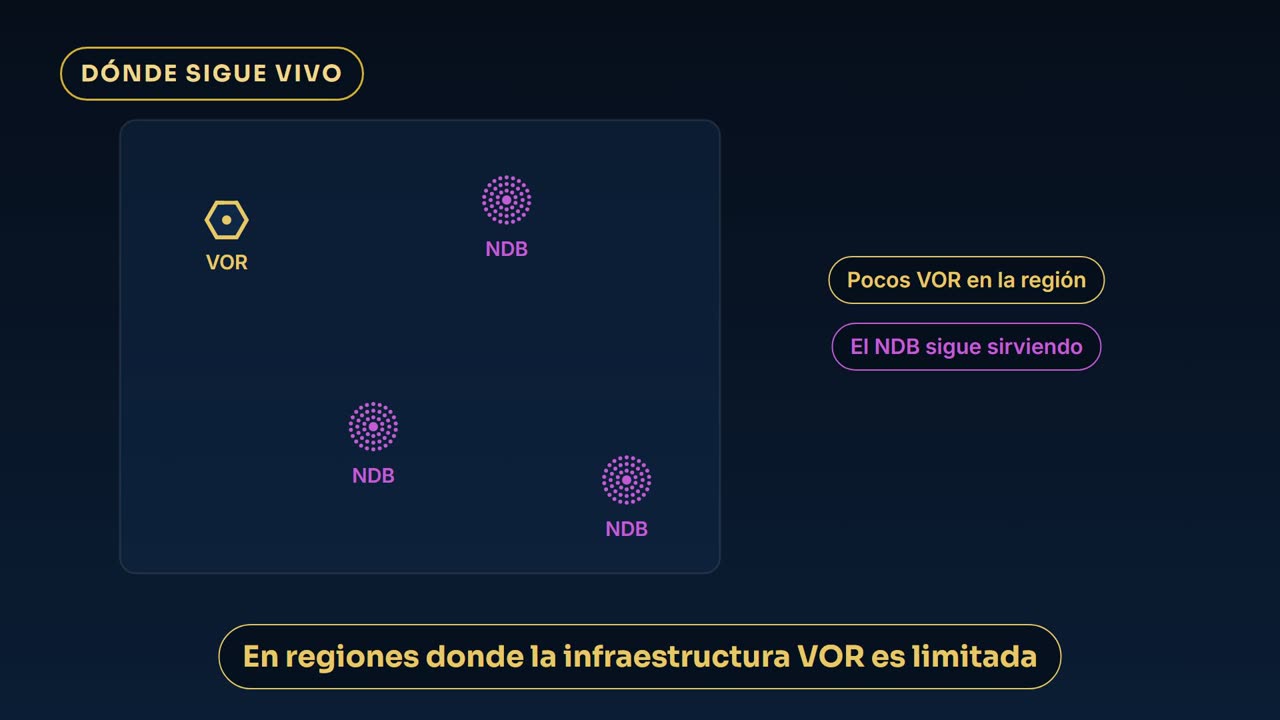 DÓNDE SIGUE VIVO
VOR
NDB
NDB
NDB
Pocos VOR en la región
El NDB sigue sirviendo
En regiones donde la infraestructura VOR es limitada